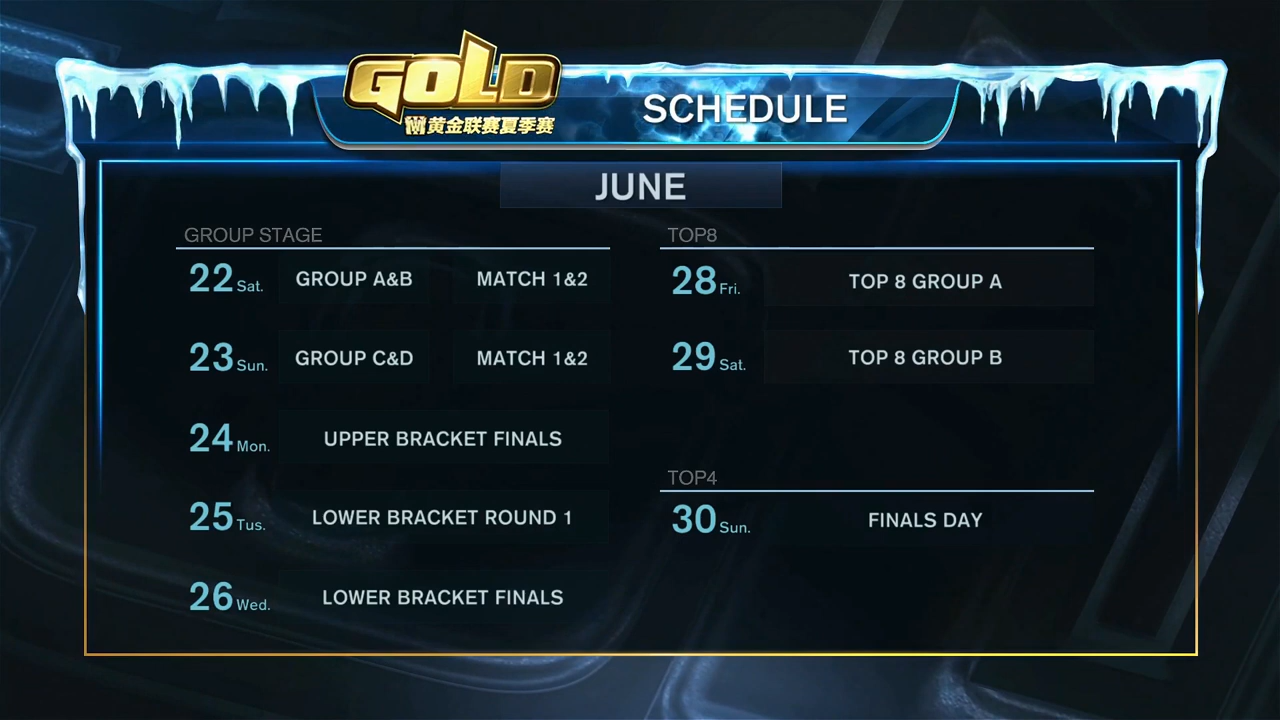 GOLD
黄金联赛夏季赛
SCHEDULE
JUNE
GROUP STAGE
22 Sat. GROUP A&B MATCH 1&2
23 Sun. GROUP C&D MATCH 1&2
24 Mon. UPPER BRACKET FINALS
25 Tus. LOWER BRACKET ROUND 1
26 Wed. LOWER BRACKET FINALS
TOP8
28 Fri. TOP 8 GROUP A
29 Sat. TOP 8 GROUP B
TOP4
30 Sun. FINALS DAY